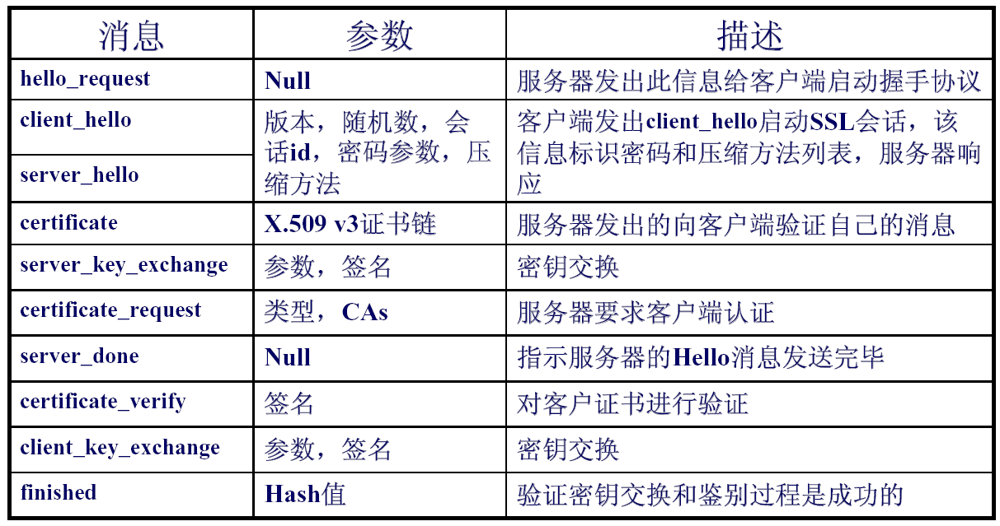 消息 参数 描述
hello_request Null 服务器发出此信息给客户端启动握手协议
client_hello 版本，随机数，会 客户端发出client_hello启动SSL会话，该
话id，密码参数，压 信息标识密码和压缩方法列表，服务器响
server_hello 缩方法 应
certificate X.509 v3证书链 服务器发出的向客户端验证自己的消息
server_key_exchange 参数，签名 密钥交换
certificate_request 类型，CAs 服务器要求客户端认证
server_done Null 指示服务器的Hello消息发送完毕
certificate_verify 签名 对客户证书进行验证
client_key_exchange 参数，签名 密钥交换
finished Hash值 验证密钥交换和鉴别过程是成功的